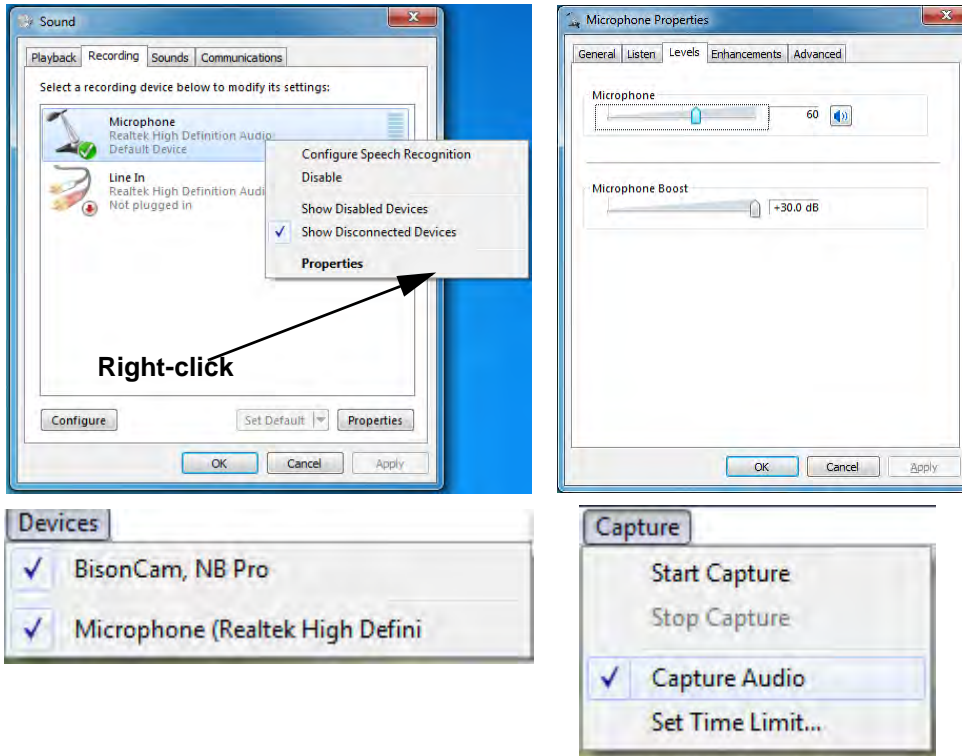 Sound
Playback Recording Sounds Communications
Select a recording device below to modify its settings:
Microphone
Realtek High Definition Audio
Default Device
Line In
Realtek High Definition Audi
Not plugged in
Configure Speech Recognition
Disable
Show Disabled Devices
Show Disconnected Devices
Properties
Right-click
Configure Set Default Properties
OK Cancel Apply
Microphone Properties
General Listen Levels Enhancements Advanced
Microphone
60
Microphone Boost
+30.0 dB
OK Cancel Apply
Devices
BisonCam, NB Pro
Microphone (Realtek High Defini
Capture
Start Capture
Stop Capture
Capture Audio
Set Time Limit...